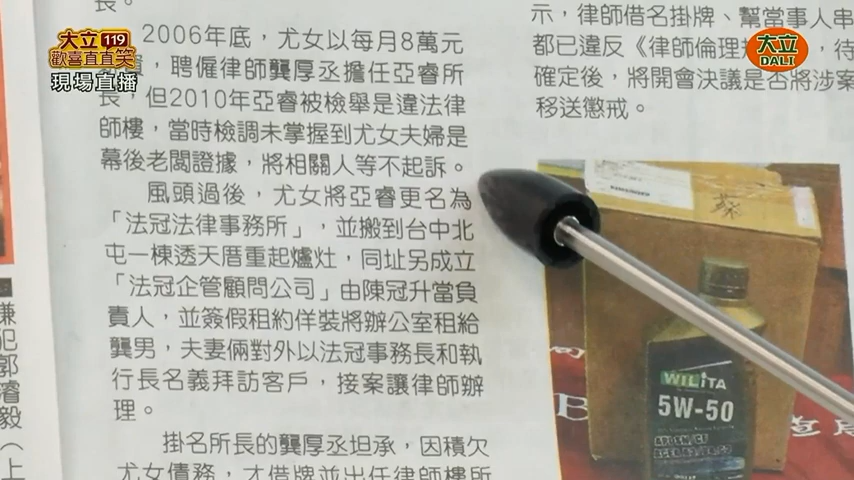 大立119
歡喜直直笑
現場直播
大立
DALI
長。
2006年底，尤女以每月8萬元
，聘僱律師龔厚丞擔任亞睿所
長，但2010年亞睿被檢舉是違法律
師樓，當時檢調未掌握到尤女夫婦是
幕後老闆證據，將相關人等不起訴。
風頭過後，尤女將亞睿更名為
「法冠法律事務所」，並搬到台中北
屯一棟透天厝重起爐灶，同址另成立
「法冠企管顧問公司」由陳冠升當負
責人，並簽假租約佯裝將辦公室租給
龔男，夫妻倆對外以法冠事務長和執
行長名義拜訪客戶，接案讓律師辦
理。
掛名所長的龔厚丞坦承，因積欠
尤女債務，才借牌並出任律師樓所
示，律師借名掛牌、幫當事人串
都已違反《律師倫理，待
確定後，將開會決議是否將涉案
移送懲戒。
嫌
犯
郭
濬
毅
（
上
WILITA
5W-50